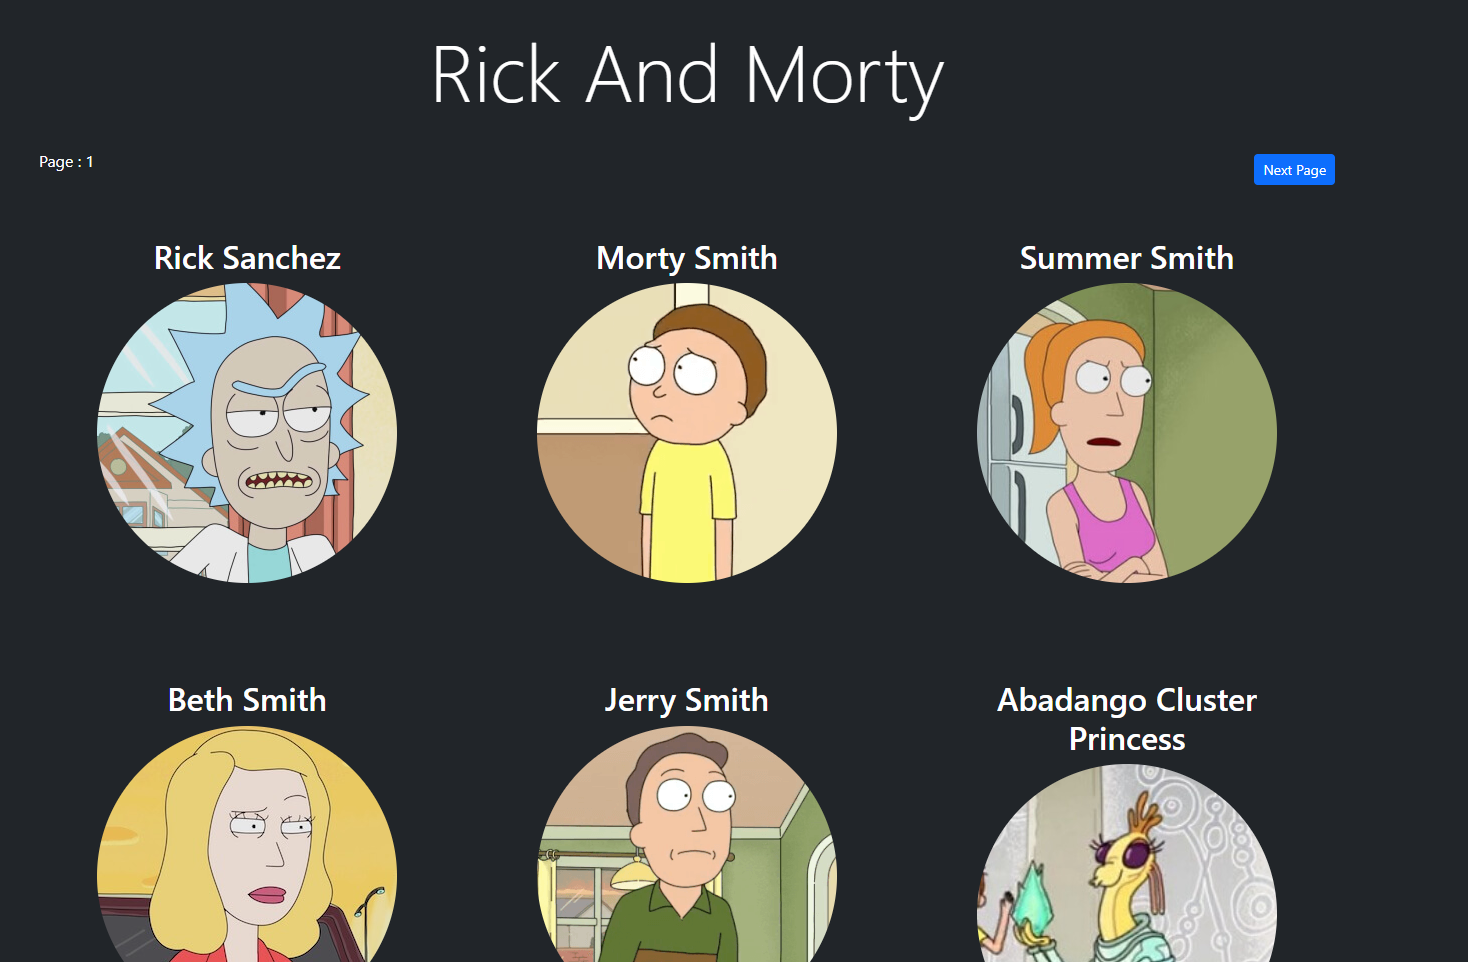 Rick And Morty
Page : 1
Next Page
Rick Sanchez
Morty Smith
Summer Smith
Beth Smith
Jerry Smith
Abadango Cluster
Princess